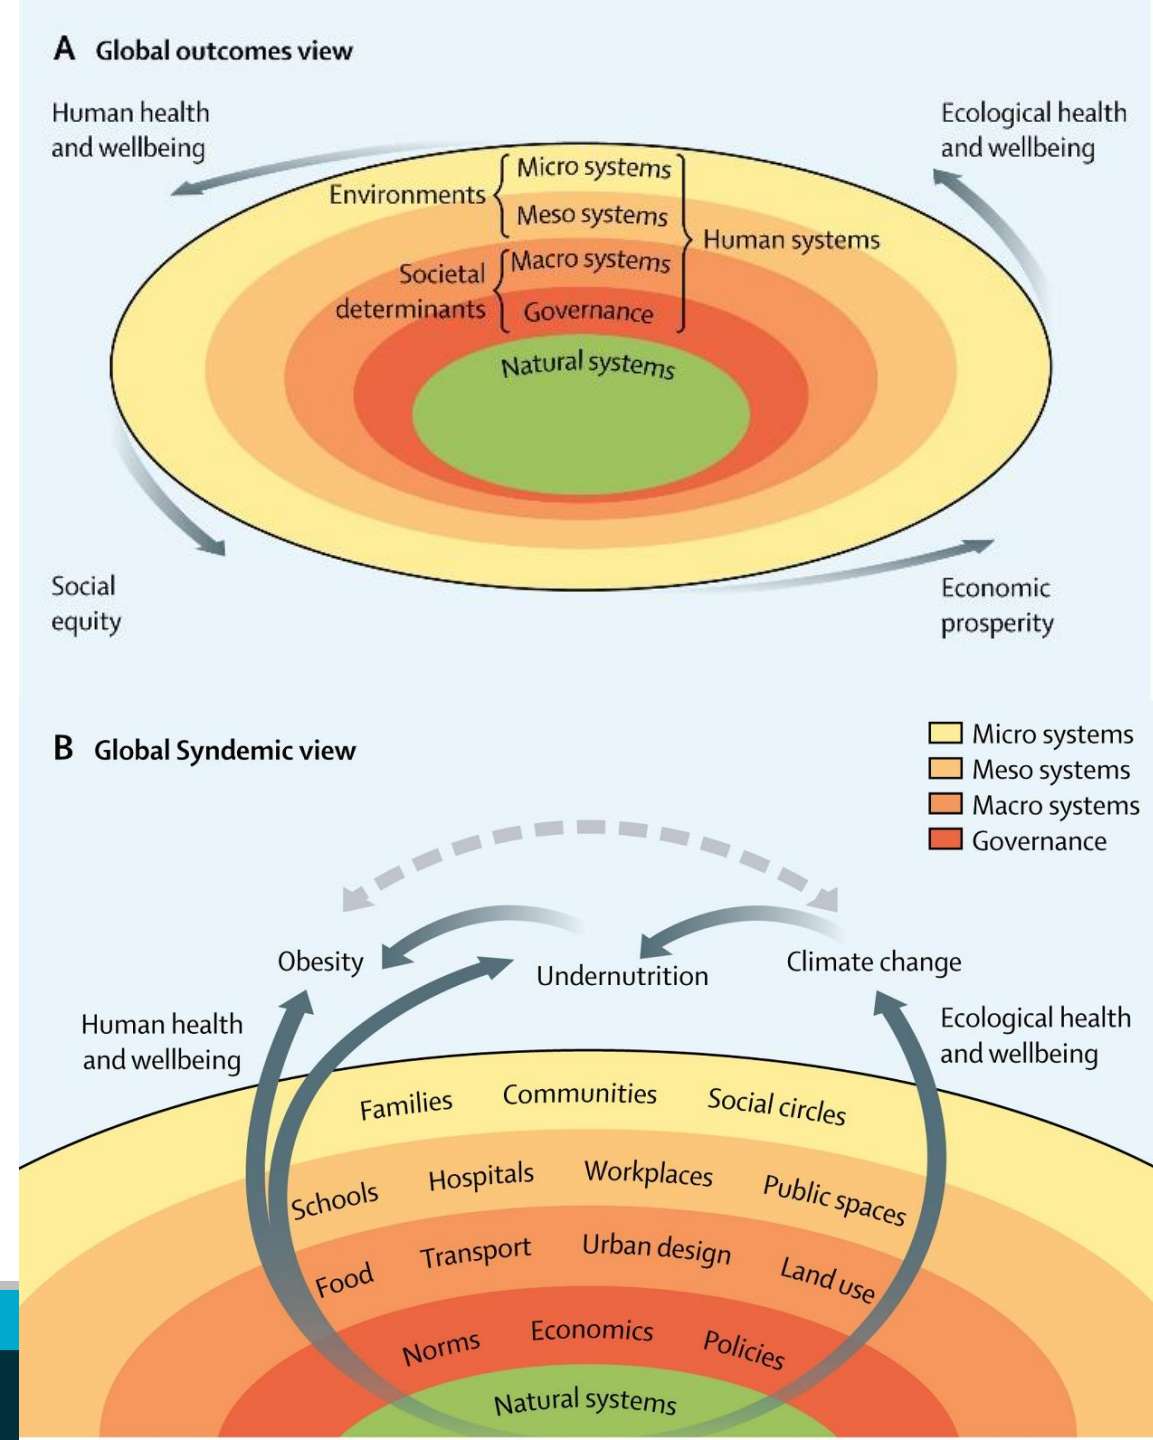 A Global outcomes view
Human health
and wellbeing
Ecological health
and wellbeing
Environments
Micro systems
Meso systems
Human systems
Societal
determinants
Macro systems
Governance
Natural systems
Social
equity
Economic
prosperity
B Global Syndemic view
Micro systems
Meso systems
Macro systems
Governance
Obesity
Undernutrition
Climate change
Human health
and wellbeing
Ecological health
and wellbeing
Families Communities Social circles
Schools Hospitals Workplaces Public spaces
Food Transport Urban design Land use
Norms Economics Policies
Natural systems